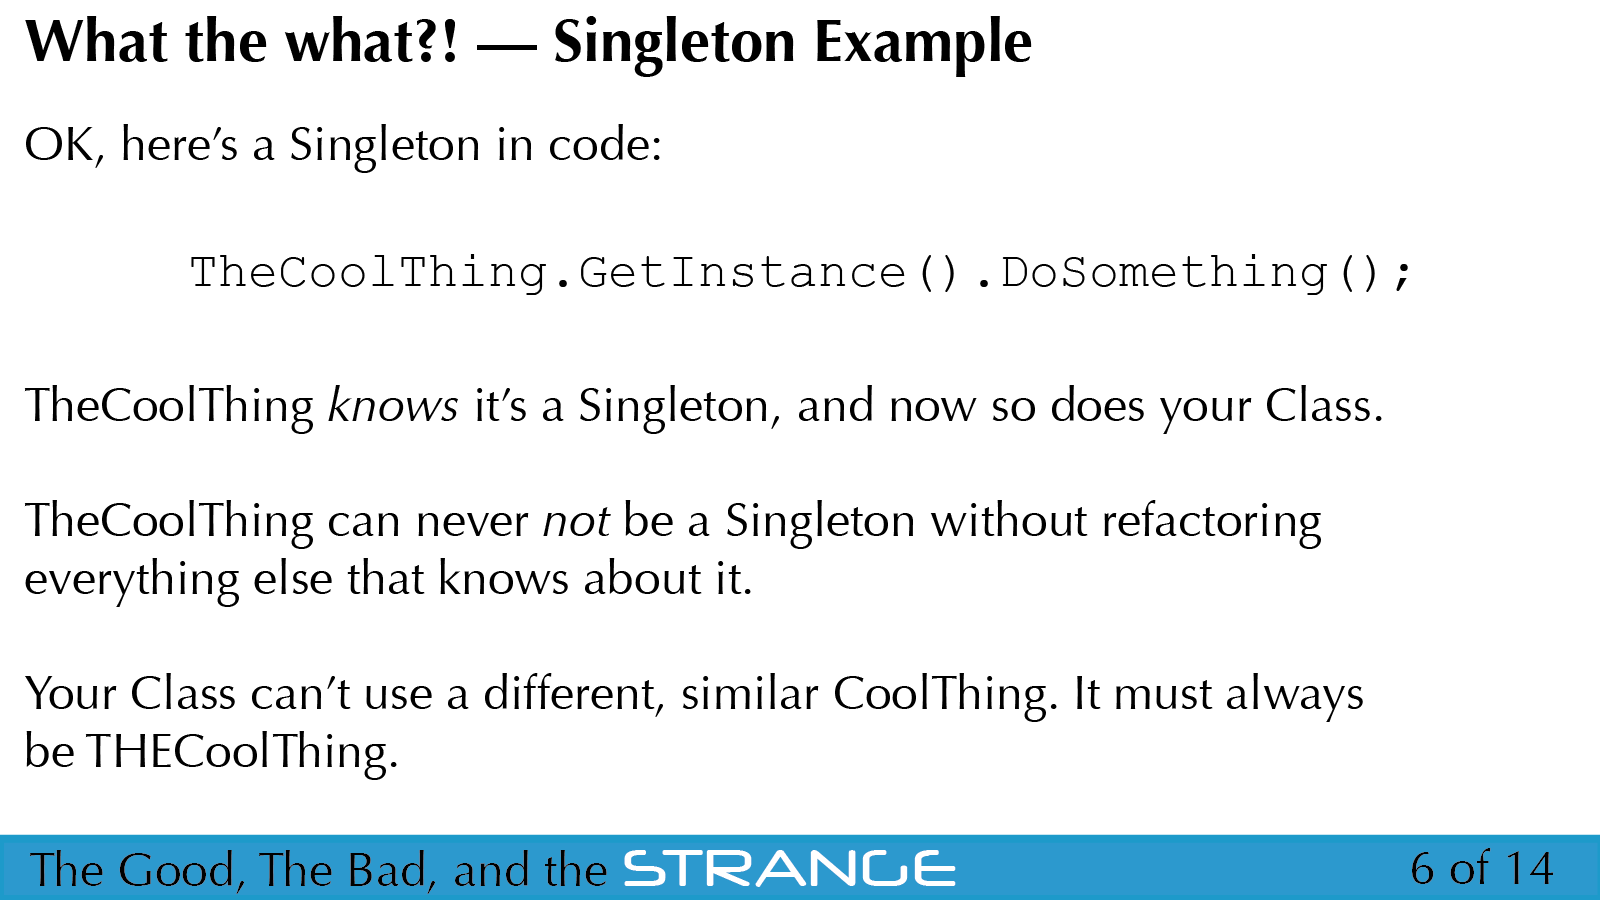 What the what?! — Singleton Example
OK, here’s a Singleton in code:
TheCoolThing.GetInstance().DoSomething();
TheCoolThing knows it’s a Singleton, and now so does your Class.
TheCoolThing can never not be a Singleton without refactoring
everything else that knows about it.
Your Class can’t use a different, similar CoolThing. It must always
be THECoolThing.
The Good, The Bad, and the STRANGE
6 of 14